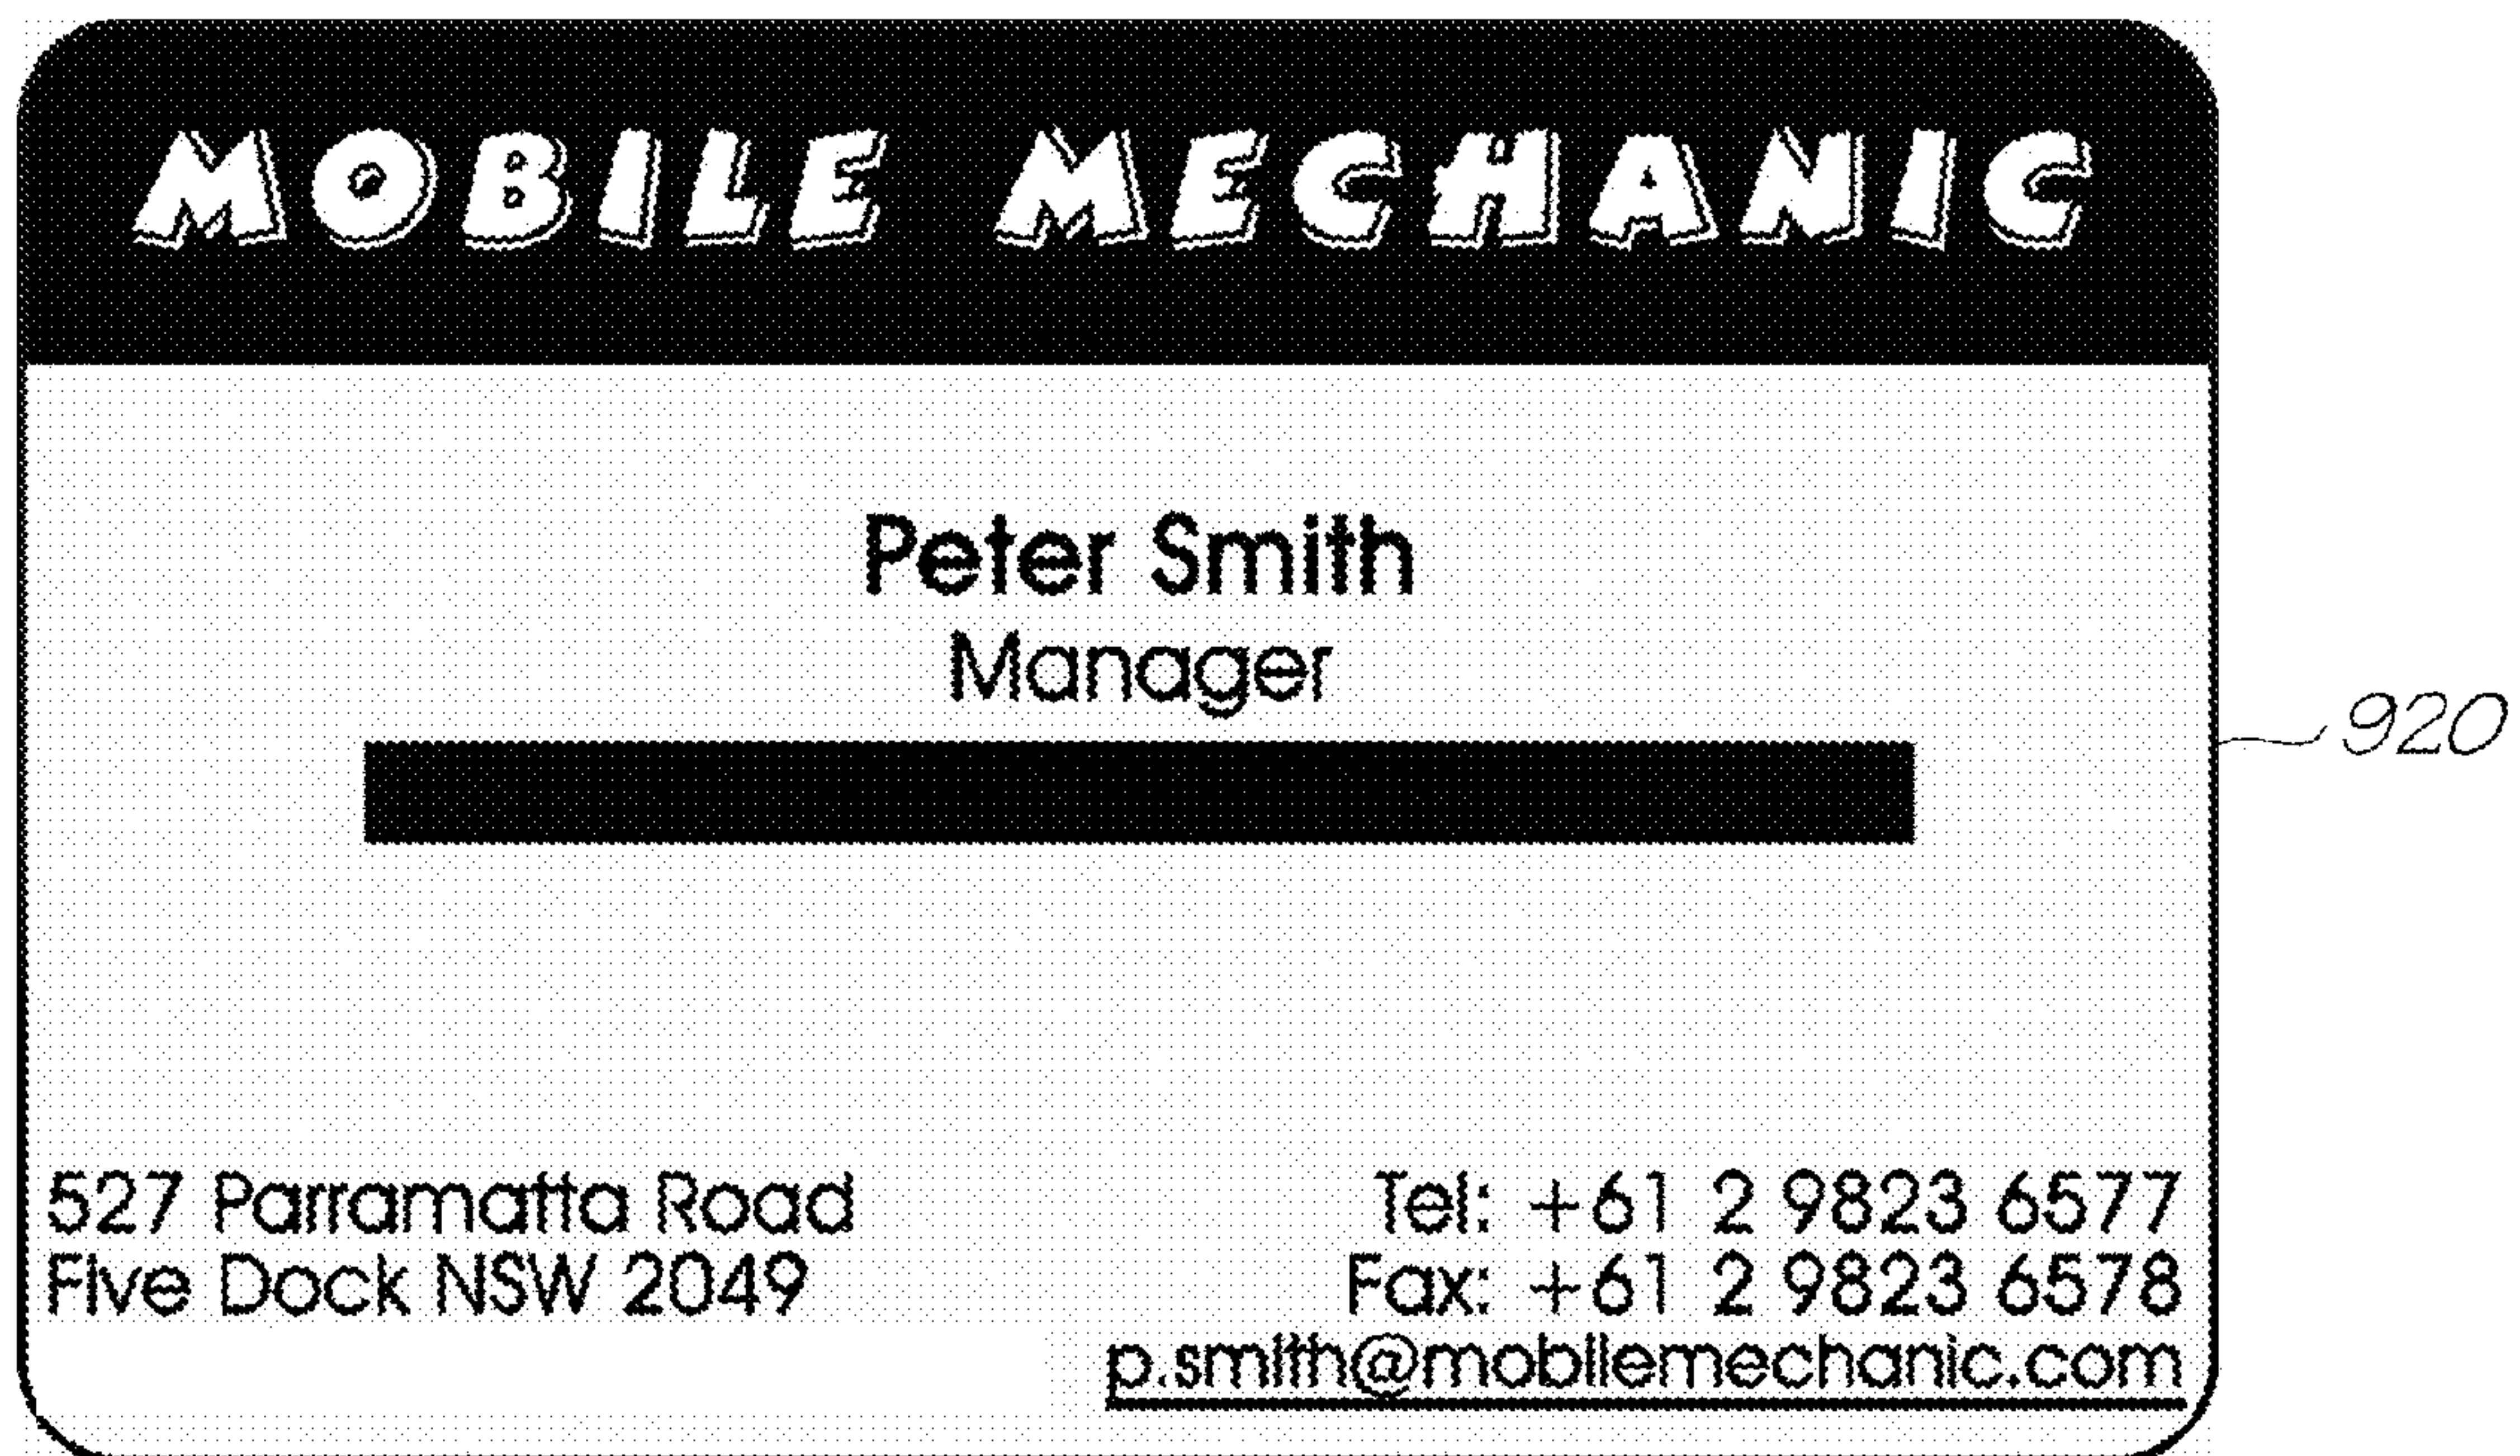 MOBILE MECHANIC
Peter Smith
Manager
920
527 Parramatta Road
Five Dock NSW 2049
Tel: +61 2 9823 6577
Fax: +61 2 9823 6578
p.smith@mobilemechanic.com